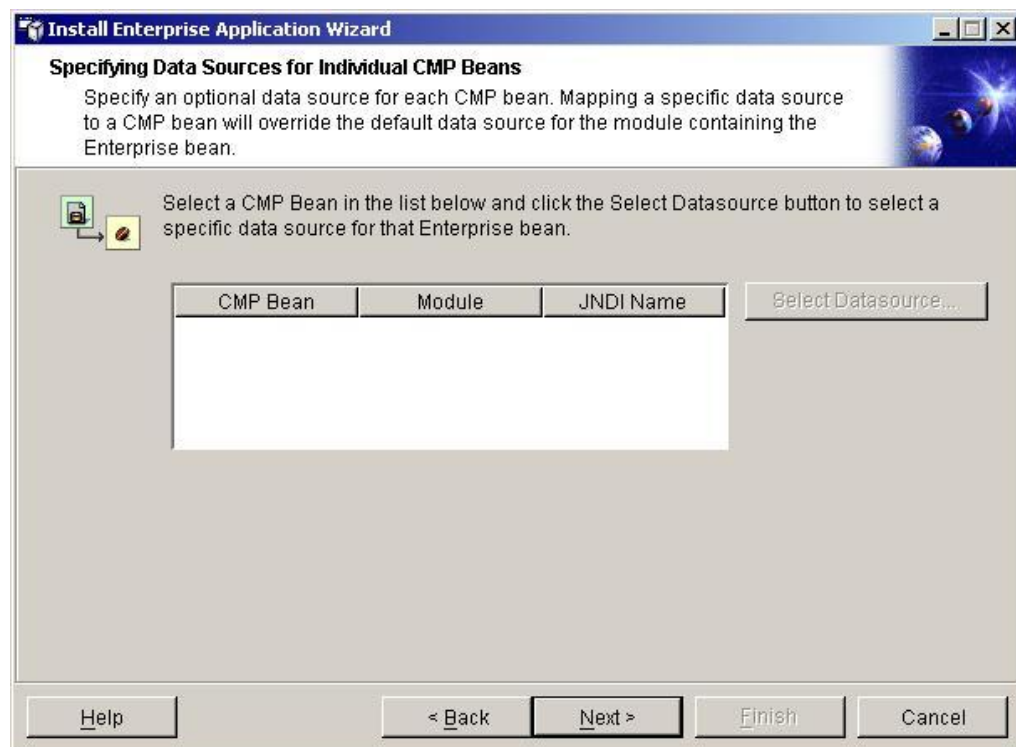 Install Enterprise Application Wizard
Specifying Data Sources for Individual CMP Beans
Specify an optional data source for each CMP bean. Mapping a specific data source
to a CMP bean will override the default data source for the module containing the
Enterprise bean.
Select a CMP Bean in the list below and click the Select Datasource button to select a
specific data source for that Enterprise bean.
CMP Bean Module JNDI Name Select Datasource...
Help < Back Next > Finish Cancel